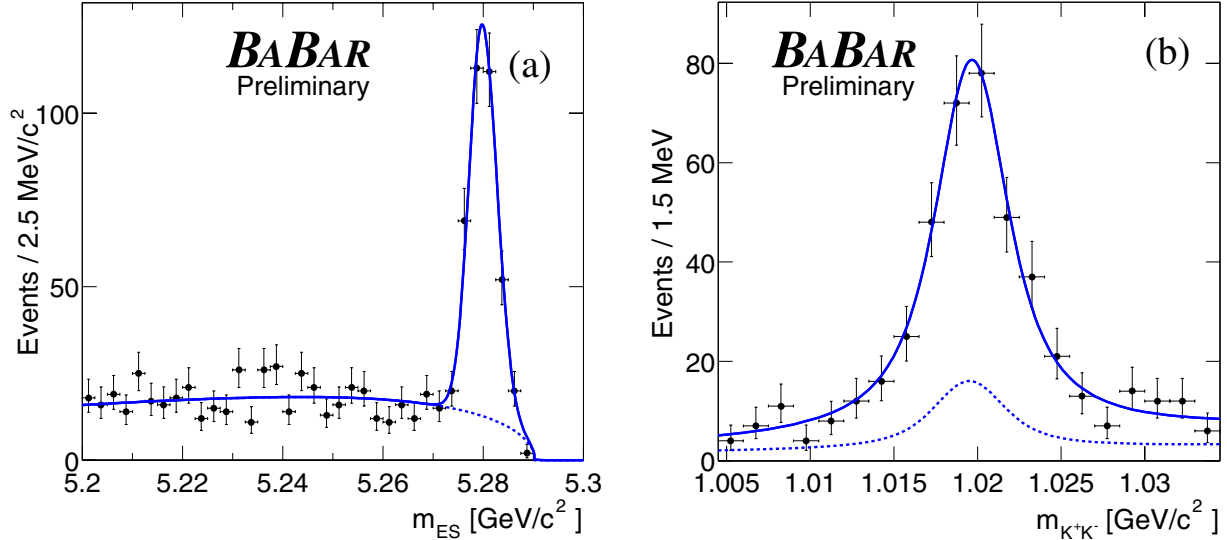 BABAR
Preliminary
(a)
Events / 2.5 MeV/c²
100
50
0
5.2 5.22 5.24 5.26 5.28 5.3
m_ES [GeV/c² ]
BABAR
Preliminary
(b)
Events / 1.5 MeV
80
60
40
20
0
1.005 1.01 1.015 1.02 1.025 1.03
m_K⁺K⁻ [GeV/c² ]